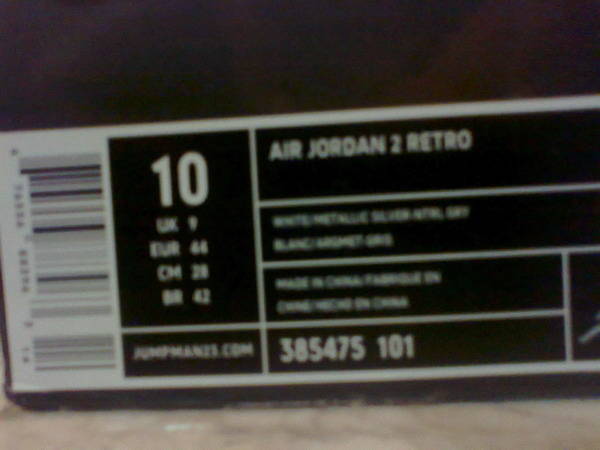 10
UK 9
EUR 44
CM 28
BR 42
JUMPMAN23.COM
AIR JORDAN 2 RETRO
WHITE/METALLIC SILVER-NTRL GRY
BLANC/ARGMET-GRIS
MADE IN CHINA/FABRIQUE EN
CHINE/HECHO EN CHINA
385475 101